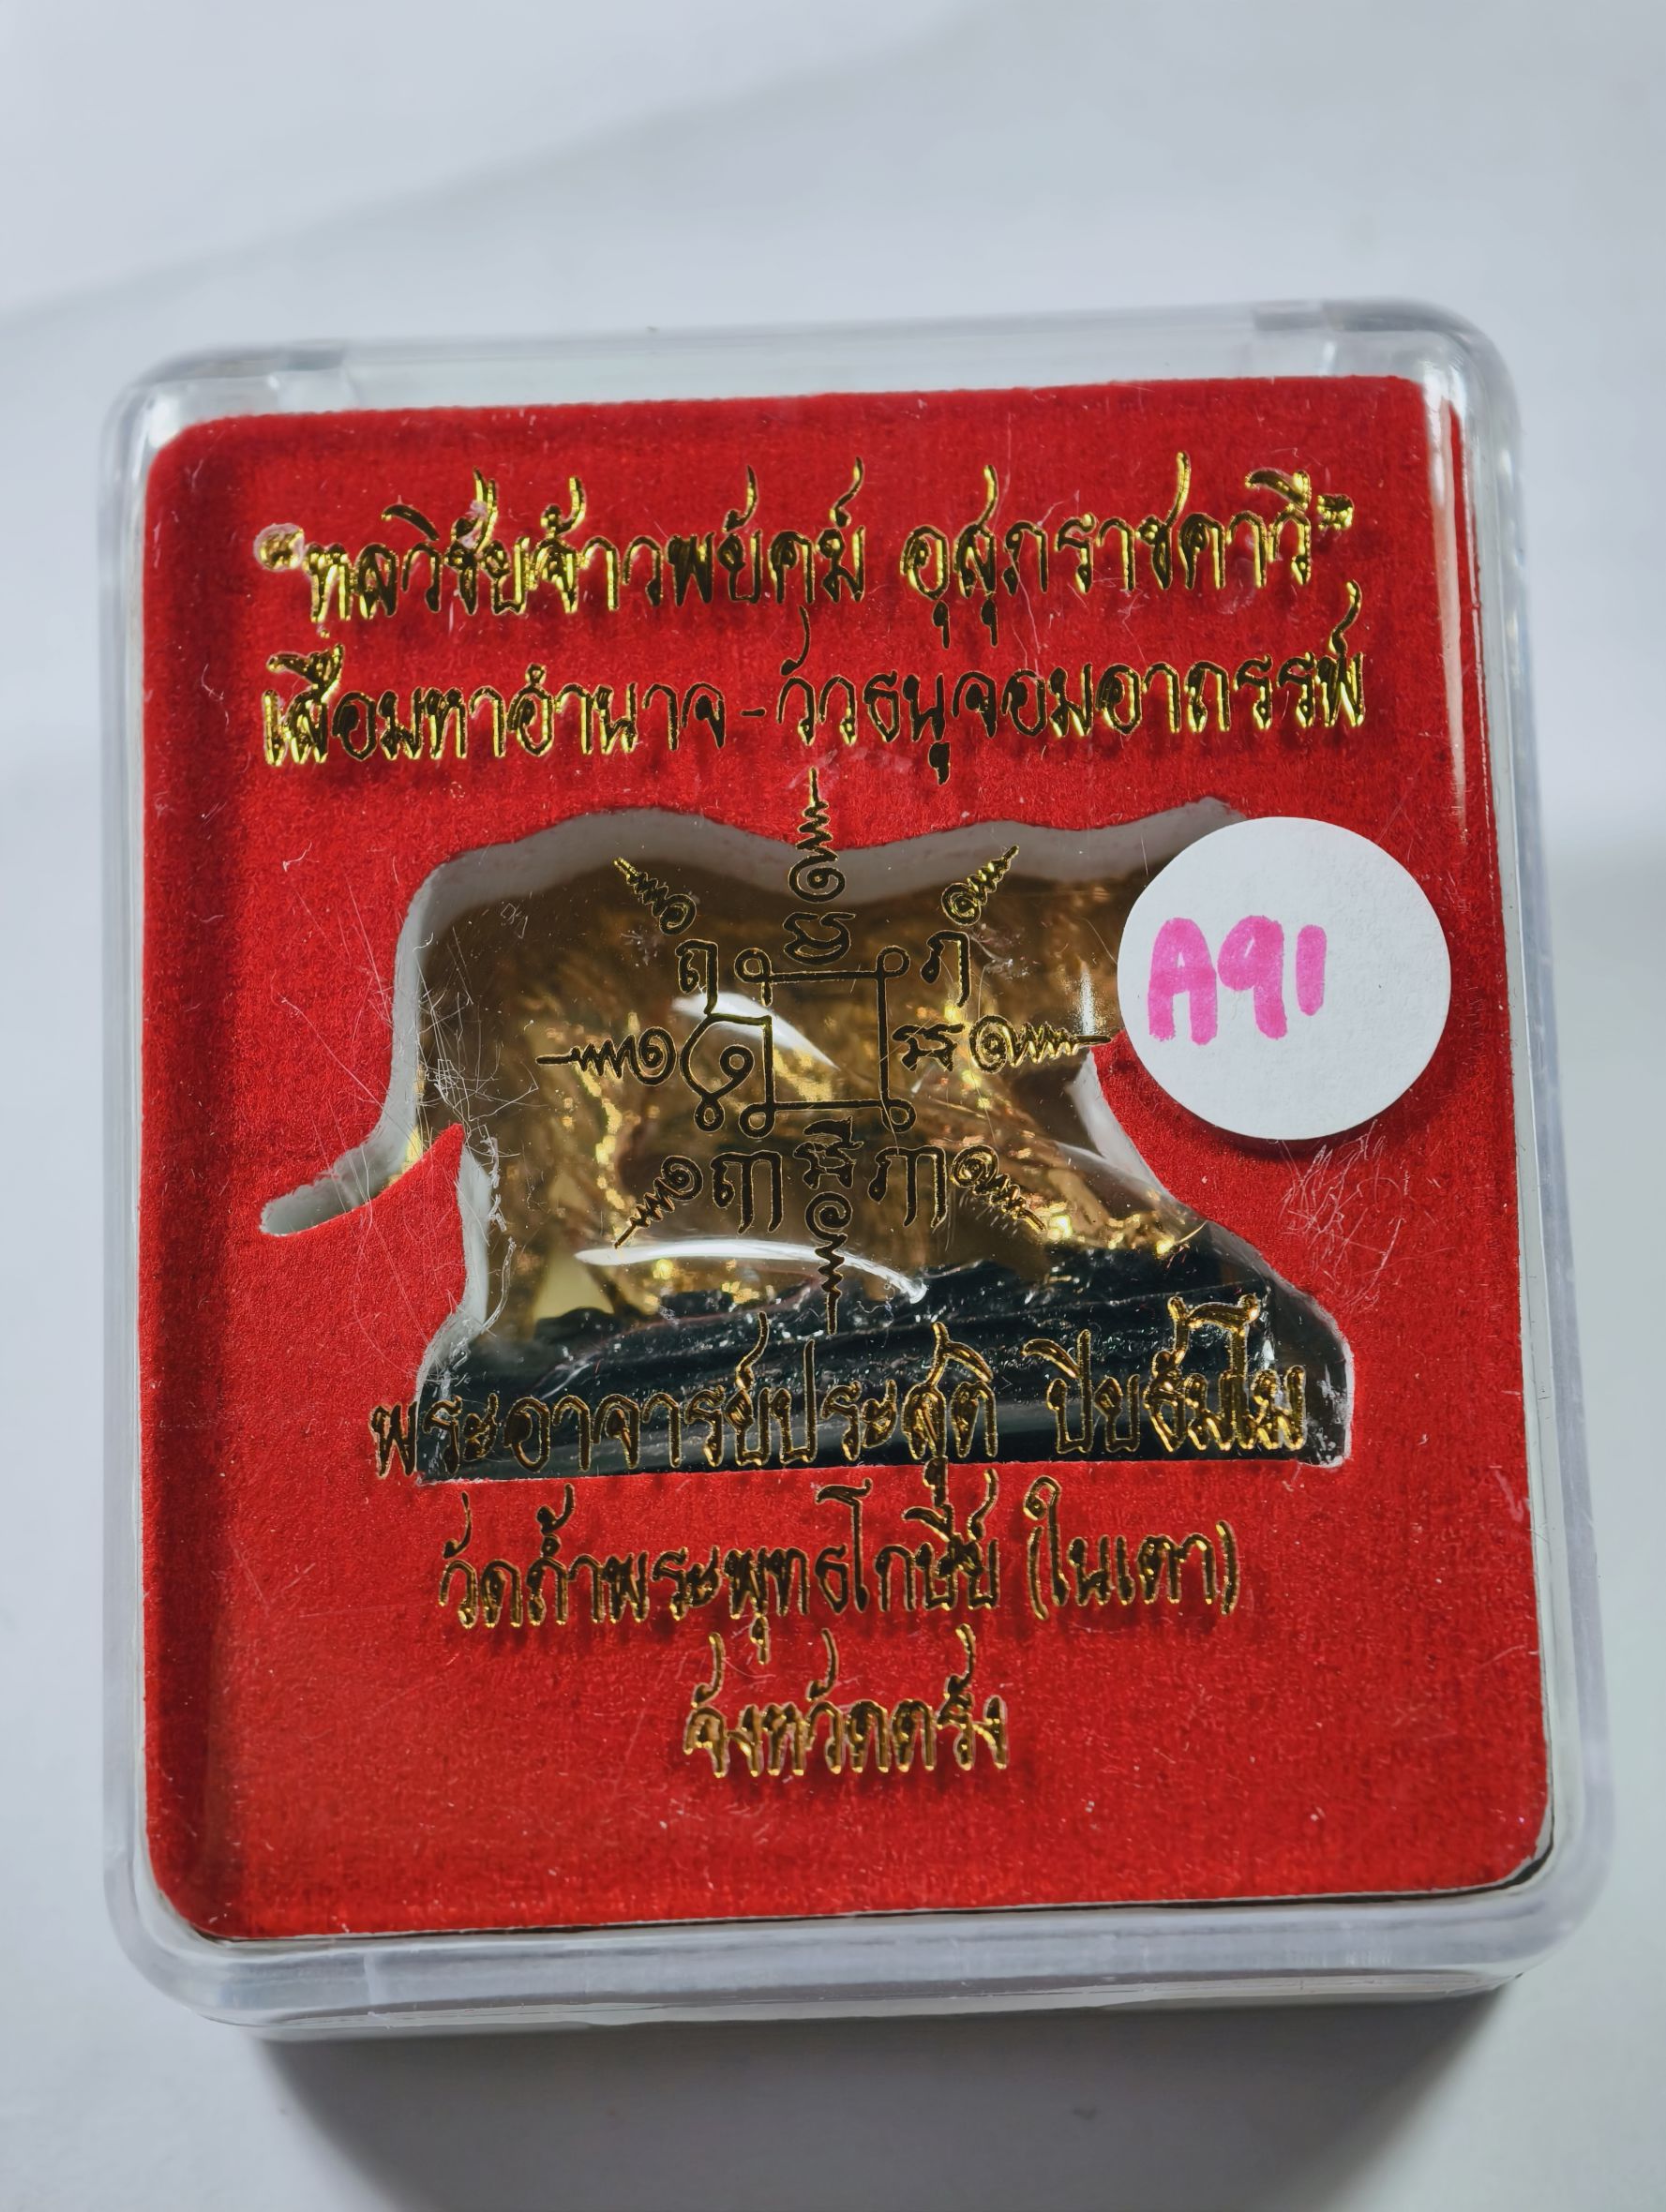 "หลวิชัยจ้าวพยัคฆ์ อุสุภราชคาวี"
เสือมหาอำนาจ - วัวธนูจอมอาถรรพ์
A91
พระอาจารย์ประสูติ ปิยธัมโม
วัดถ้ำพระพุทธโกษีย์ (ในเตา)
จังหวัดตรัง